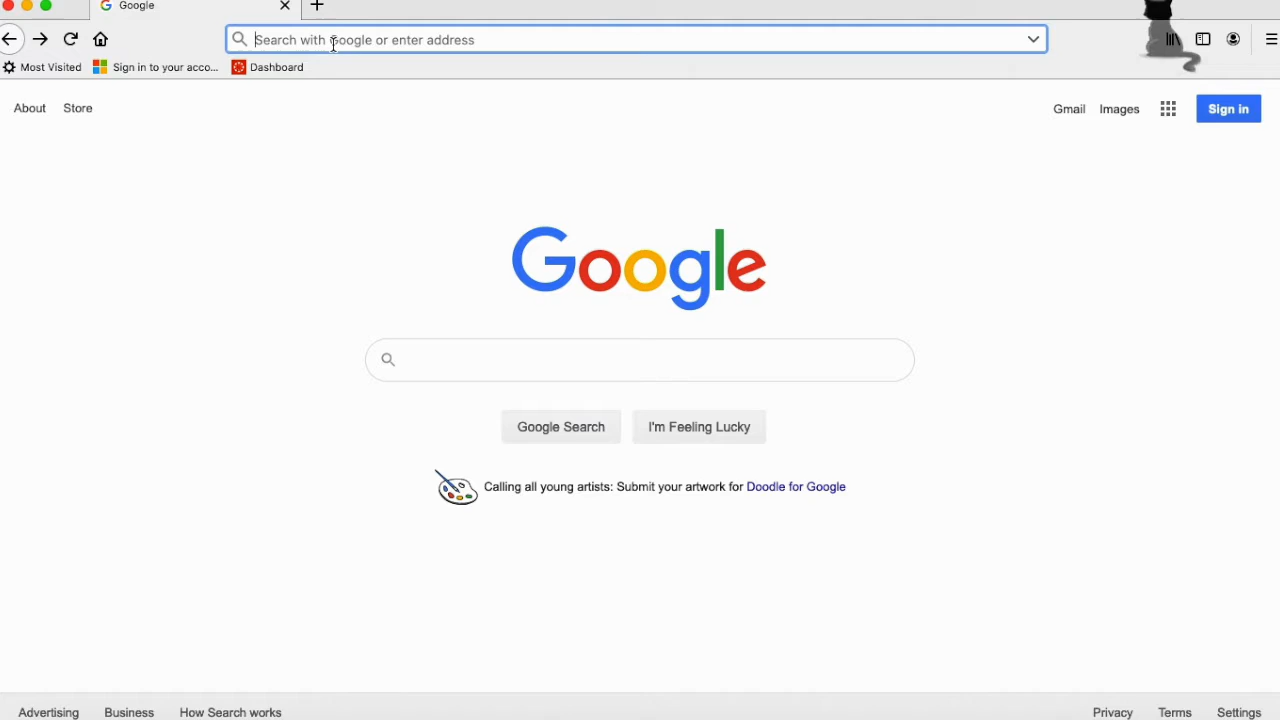 Google
Search with Google or enter address
Most Visited
Sign in to your acco...
Dashboard
About
Store
Gmail
Images
Sign in
Google
Google Search
I'm Feeling Lucky
Calling all young artists: Submit your artwork for Doodle for Google
Advertising
Business
How Search works
Privacy
Terms
Settings